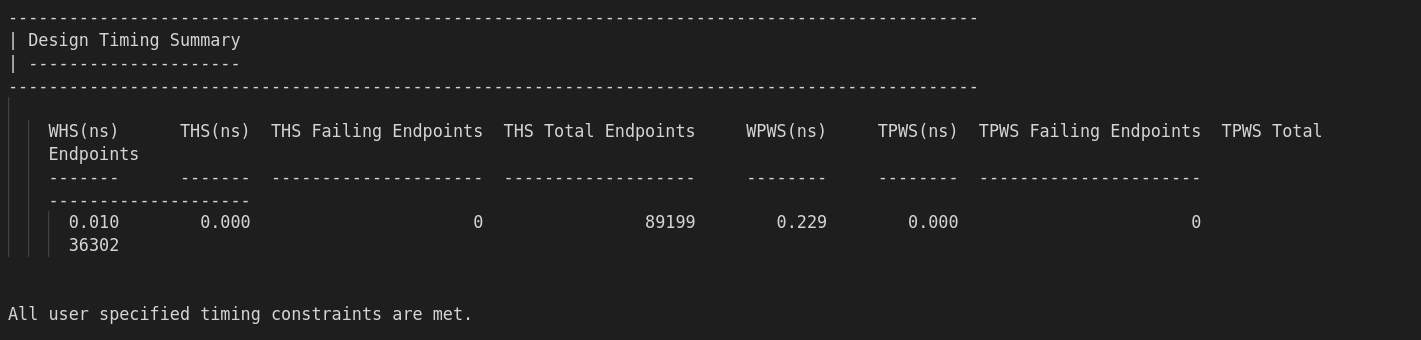 ------------------------------------------------------------------------------------------------
| Design Timing Summary
| ---------------------
------------------------------------------------------------------------------------------------
WHS(ns)      THS(ns)  THS Failing Endpoints  THS Total Endpoints     WPWS(ns)     TPWS(ns)  TPWS Failing Endpoints  TPWS Total
Endpoints
-------      -------  ---------------------  -------------------     --------     --------  ----------------------
--------------------
  0.010        0.000                      0                89199        0.229        0.000                       0
  36302
All user specified timing constraints are met.